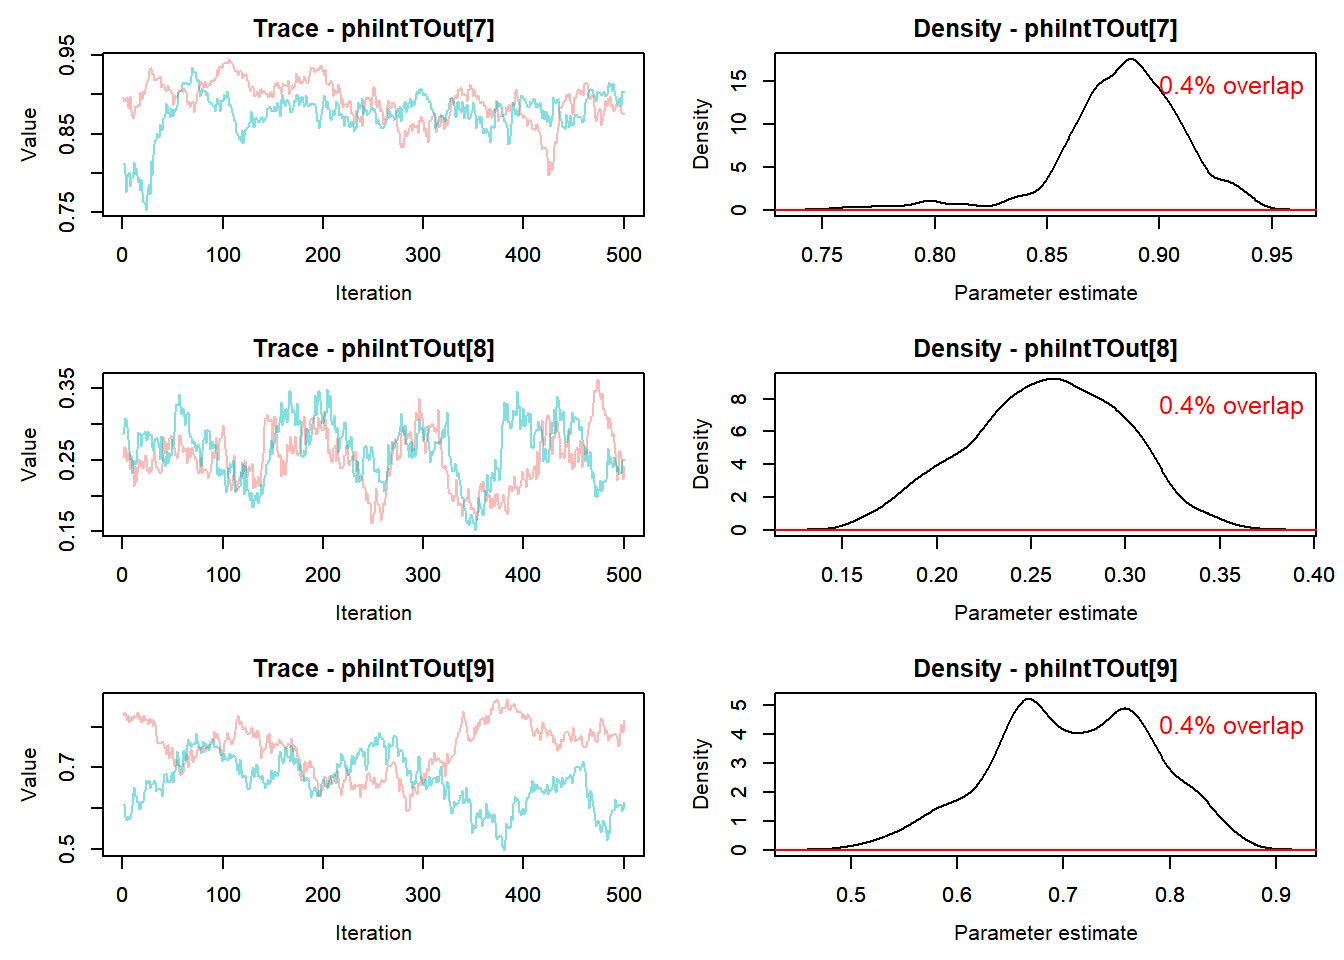 Trace - phiIntTOut[7]
Value
0.75 0.85 0.95
0 100 200 300 400 500
Iteration
Density - phiIntTOut[7]
0.4% overlap
Density
0 5 10 15
0.75 0.80 0.85 0.90 0.95
Parameter estimate
Trace - phiIntTOut[8]
Value
0.15 0.25 0.35
0 100 200 300 400 500
Iteration
Density - phiIntTOut[8]
0.4% overlap
Density
0 2 4 6 8
0.15 0.20 0.25 0.30 0.35 0.40
Parameter estimate
Trace - phiIntTOut[9]
Value
0.5 0.7
0 100 200 300 400 500
Iteration
Density - phiIntTOut[9]
0.4% overlap
Density
0 1 2 3 4 5
0.5 0.6 0.7 0.8 0.9
Parameter estimate